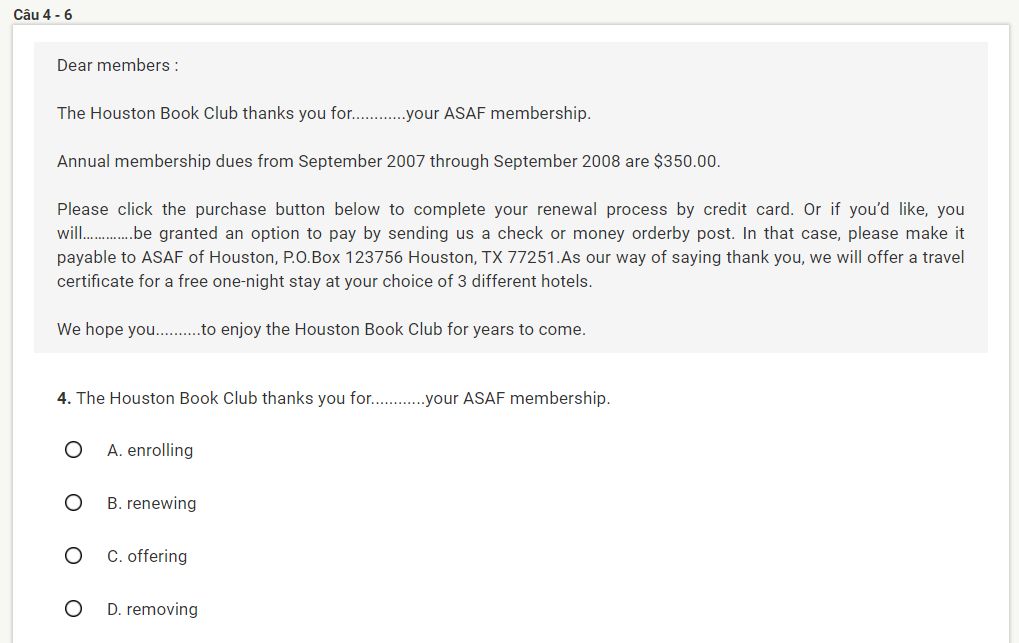 Câu 4 - 6
Dear members :
The Houston Book Club thanks you for............your ASAF membership.
Annual membership dues from September 2007 through September 2008 are $350.00.
Please click the purchase button below to complete your renewal process by credit card. Or if you’d like, you
will.............be granted an option to pay by sending us a check or money orderby post. In that case, please make it
payable to ASAF of Houston, P.O.Box 123756 Houston, TX 77251.As our way of saying thank you, we will offer a travel
certificate for a free one-night stay at your choice of 3 different hotels.
We hope you..........to enjoy the Houston Book Club for years to come.
4. The Houston Book Club thanks you for............your ASAF membership.
A. enrolling
B. renewing
C. offering
D. removing